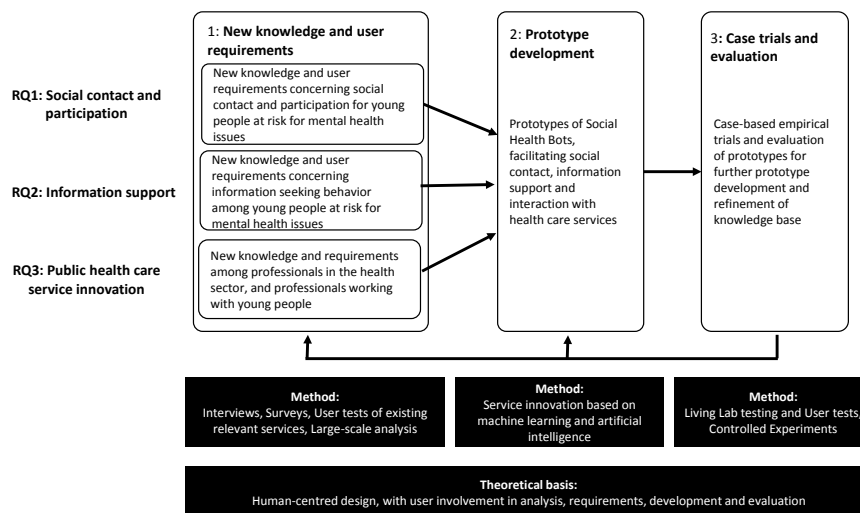 1: New knowledge and user
requirements
2: Prototype
development
3: Case trials and
evaluation
RQ1: Social contact and
participation
New knowledge and user
requirements concerning social
contact and participation for young
people at risk for mental health
issues
RQ2: Information support
New knowledge and user
requirements concerning
information seeking behavior
among young people at risk for
mental health issues
RQ3: Public health care
service innovation
New knowledge and requirements
among professionals in the health
sector, and professionals working
with young people
Prototypes of Social
Health Bots,
facilitating social
contact, information
support and
interaction with
health care services
Case-based empirical
trials and evaluation
of prototypes for
further prototype
development and
refinement of
knowledge base
Method:
Interviews, Surveys, User tests of existing
relevant services, Large-scale analysis
Method:
Service innovation based on
machine learning and artificial
intelligence
Method:
Living Lab testing and User tests,
Controlled Experiments
Theoretical basis:
Human-centred design, with user involvement in analysis, requirements, development and evaluation